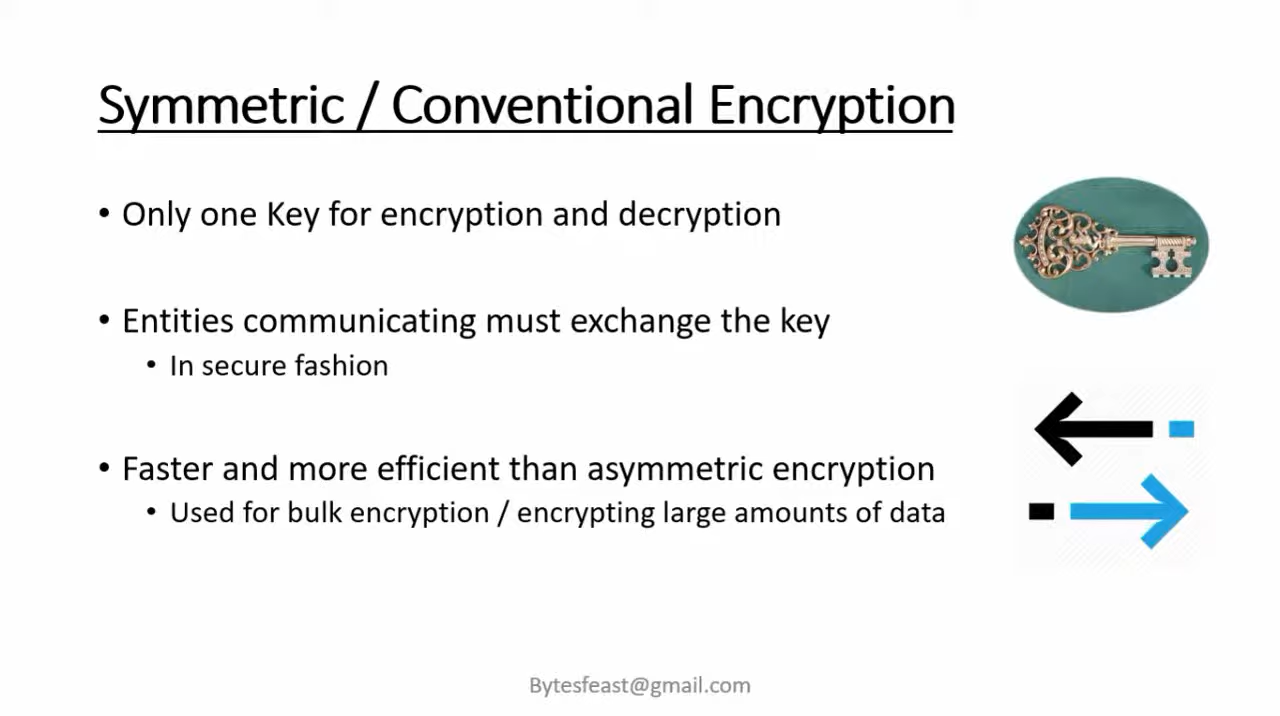 Symmetric / Conventional Encryption
• Only one Key for encryption and decryption
• Entities communicating must exchange the key
• In secure fashion
• Faster and more efficient than asymmetric encryption
• Used for bulk encryption / encrypting large amounts of data
Bytesfeast@gmail.com